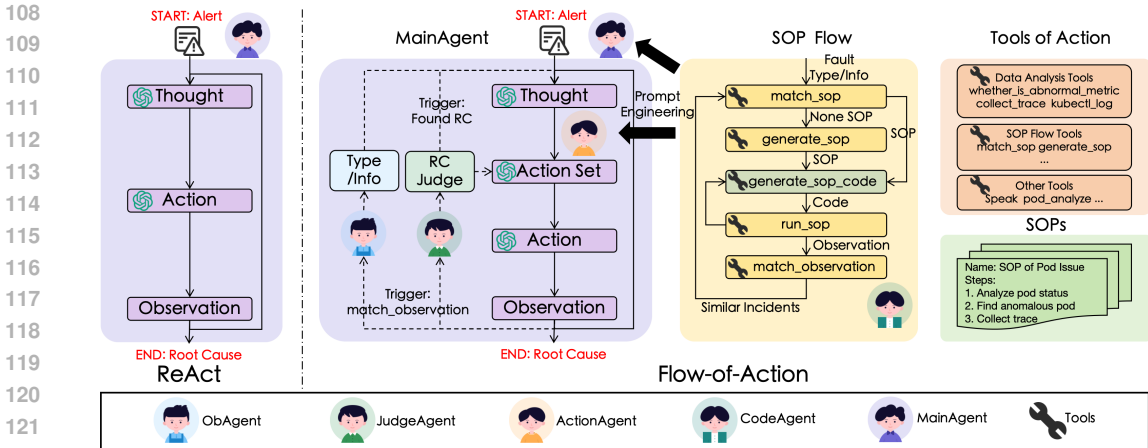 108
109
110
111
112
113
114
115
116
117
118
119
120
121
START: Alert
Thought
Action
Observation
END: Root Cause
ReAct
MainAgent
START: Alert
Thought
Trigger:
Found RC
Type
/Info
RC
Judge
Action Set
Action
Trigger:
match_observation
Observation
END: Root Cause
Prompt
Engineering
SOP Flow
Fault
Type/Info
match_sop
None SOP
SOP
generate_sop
SOP
generate_sop_code
Code
run_sop
Observation
match_observation
Similar Incidents
Flow-of-Action
Tools of Action
Data Analysis Tools
whether_is_abnormal_metric
collect_trace kubectl_log
SOP Flow Tools
match_sop generate_sop
...
Other Tools
Speak pod_analyze ...
SOPs
Name: SOP of Pod Issue
Steps:
1. Analyze pod status
2. Find anomalous pod
3. Collect trace
ObAgent
JudgeAgent
ActionAgent
CodeAgent
MainAgent
Tools